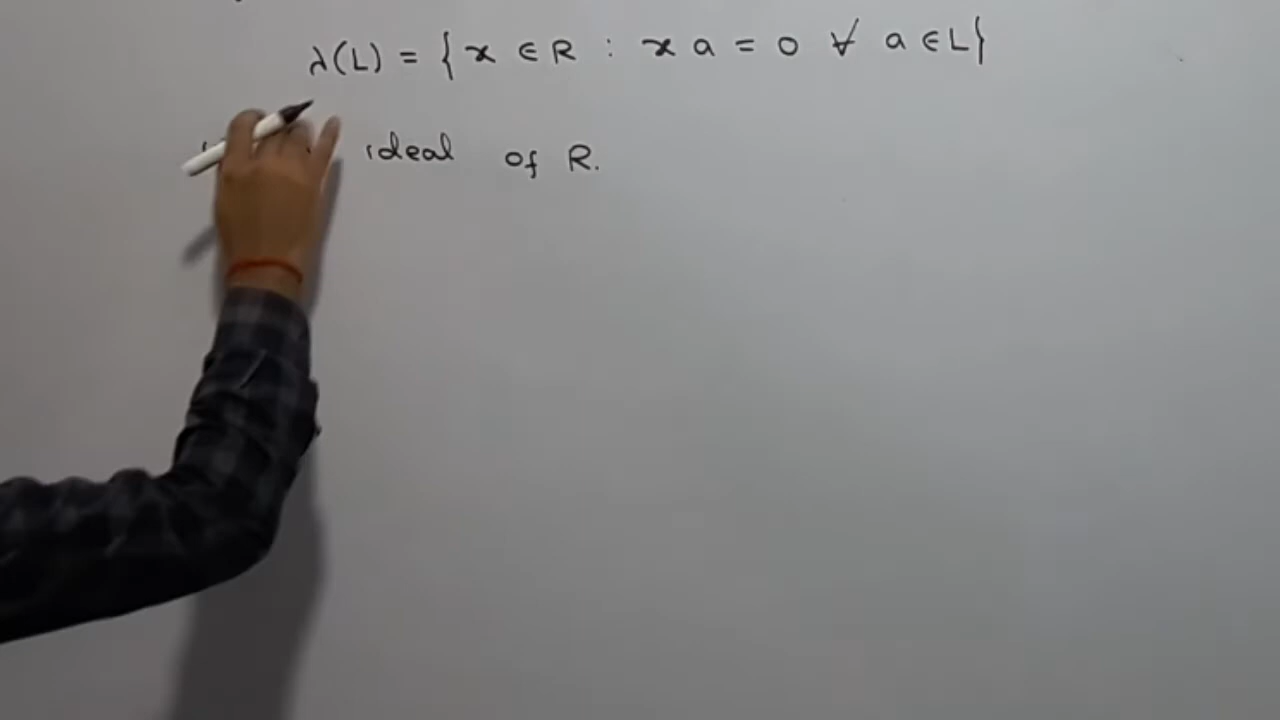 λ(L) = { x ∈ R : x a = 0 ∀ a ∈ L}
ideal of R.